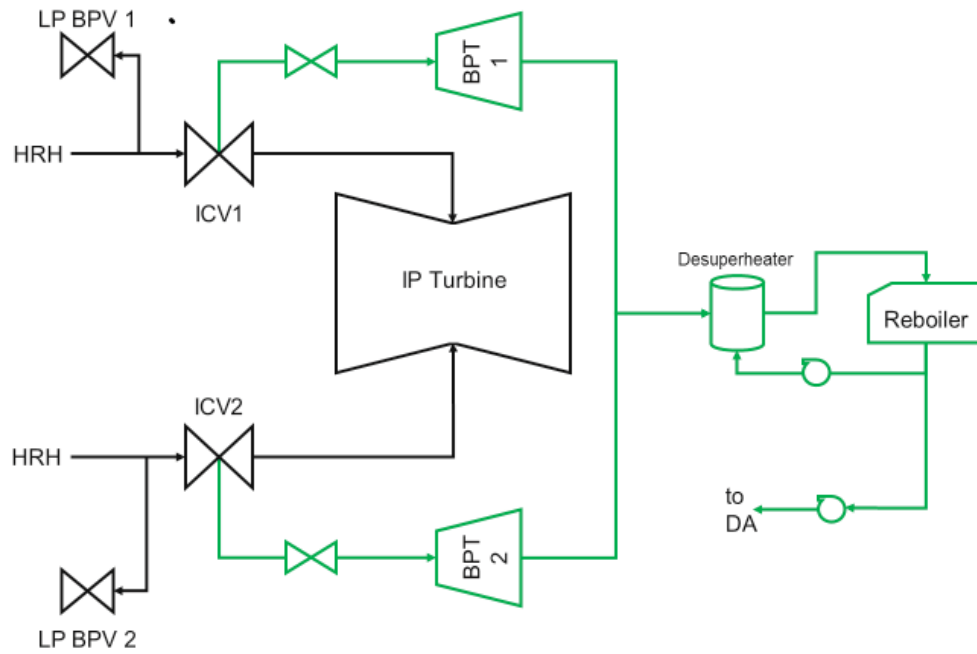 LP BPV 1
BPT
1
HRH
ICV1
IP Turbine
Desuperheater
Reboiler
ICV2
HRH
to
DA
BPT
2
LP BPV 2